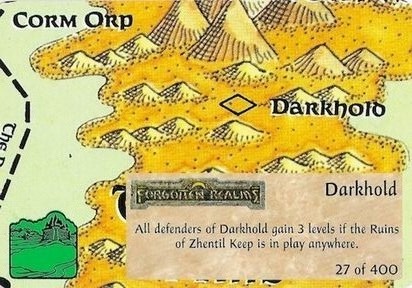 Corm Orp
Darkhold
Forgotten Realms
Darkhold
All defenders of Darkhold gain 3 levels if the Ruins
of Zhentil Keep is in play anywhere.
27 of 400